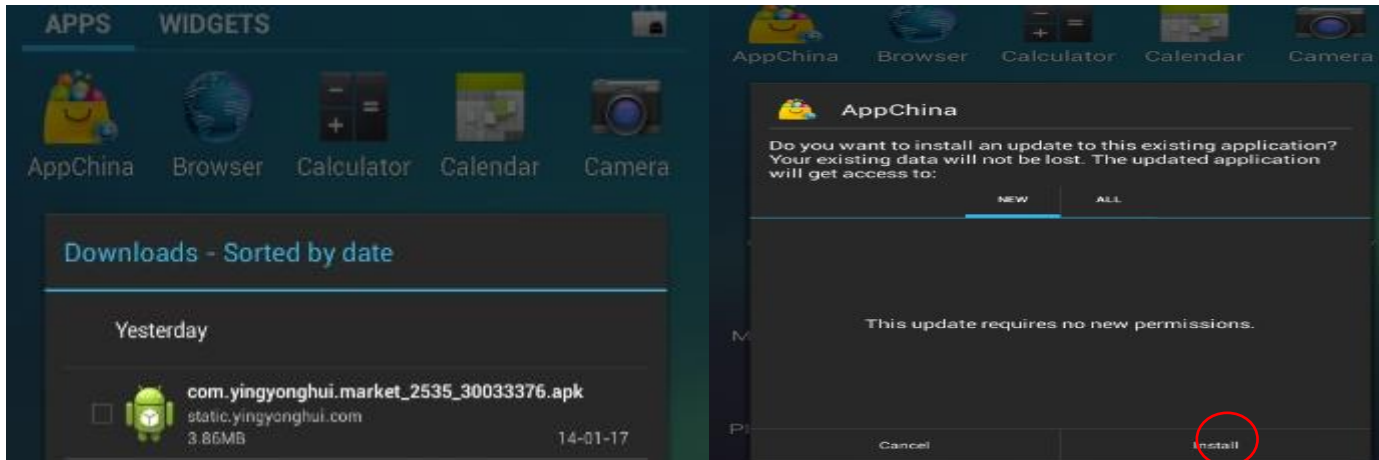 APPS WIDGETS
AppChina Browser Calculator Calendar Camera
Downloads - Sorted by date
Yesterday
com.yingyonghui.market_2535_30033376.apk
static.yingyonghui.com
3.86MB 14-01-17
AppChina Browser Calculator Calendar Camera
AppChina
Do you want to install an update to this existing application?
Your existing data will not be lost. The updated application
will get access to:
NEW ALL
This update requires no new permissions.
Cancel Install